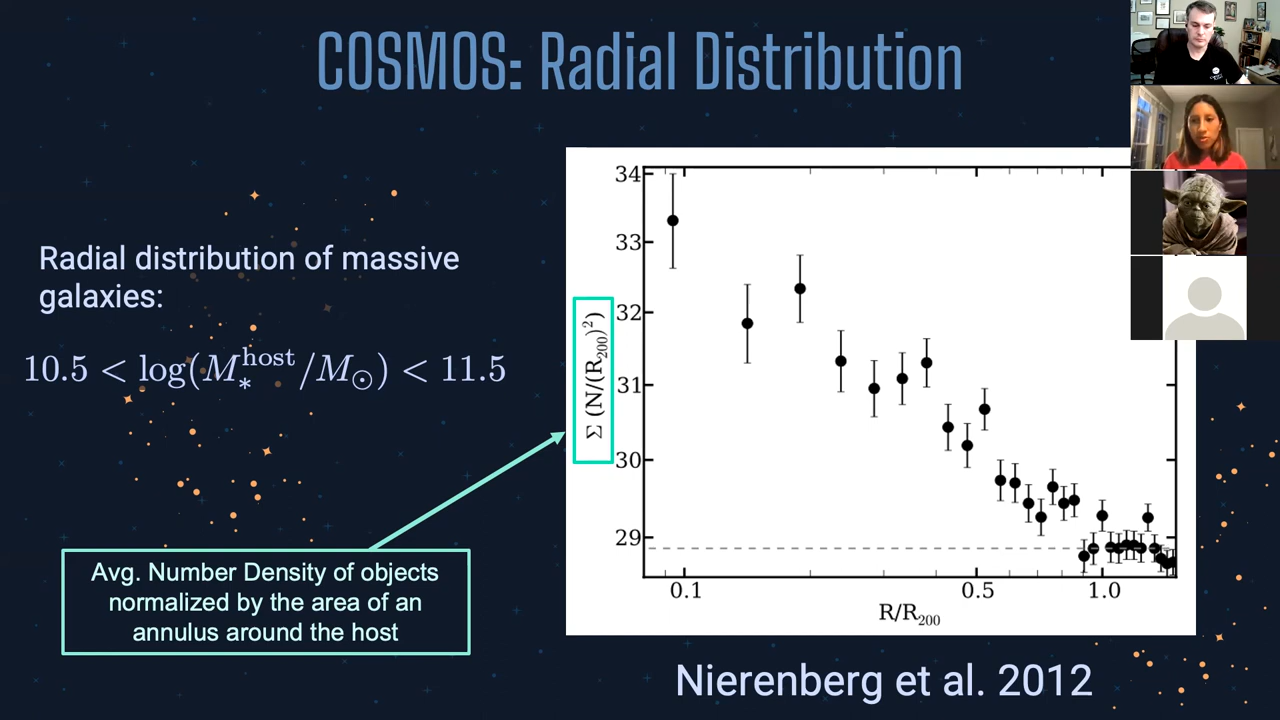 COSMOS: Radial Distribution
Radial distribution of massive
galaxies:
10.5 < log(M_*^host/M_⊙) < 11.5
Avg. Number Density of objects
normalized by the area of an
annulus around the host
Σ (N/(R₂₀₀)²)
34
33
32
31
30
29
0.1 0.5 1.0
R/R₂₀₀
Nierenberg et al. 2012